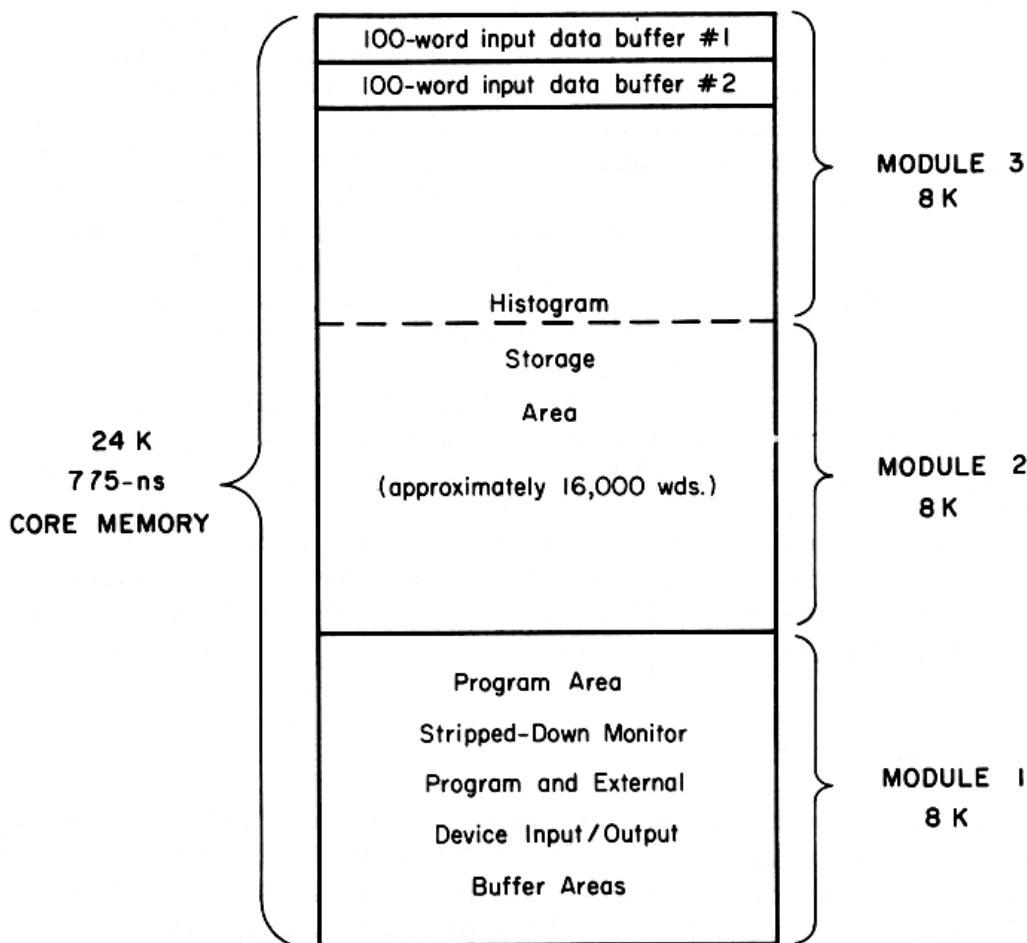 100-word input data buffer #1
100-word input data buffer #2
MODULE 3
8K
Histogram
Storage
Area
(approximately 16,000 wds.)
24 K
775-ns
CORE MEMORY
MODULE 2
8K
Program Area
Stripped-Down Monitor
Program and External
Device Input/Output
Buffer Areas
MODULE 1
8 K